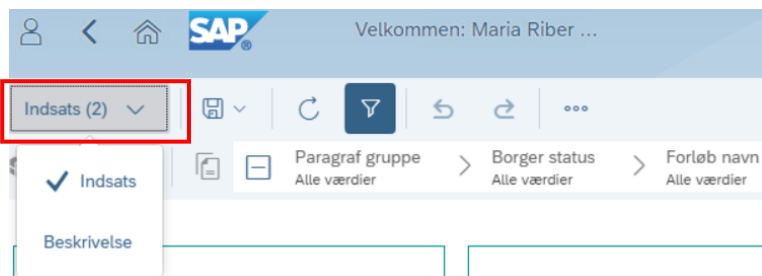 SAP®
Velkommen: Maria Riber ...
Indsats (2)
Paragraf gruppe
Alle værdier
Borger status
Alle værdier
Forløb navn
Alle værdier
Indsats
Beskrivelse